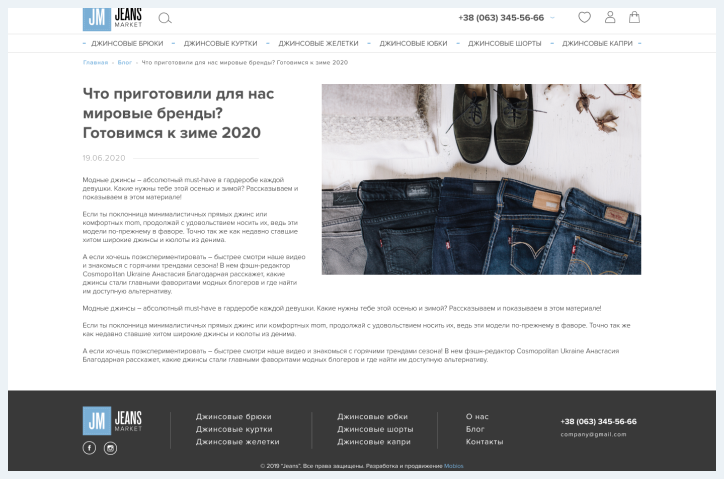 JM JEANS MARKET
+38 (063) 345-56-66
– ДЖИНСОВЫЕ БРЮКИ – ДЖИНСОВЫЕ КУРТКИ – ДЖИНСОВЫЕ ЖЕЛЕТКИ – ДЖИНСОВЫЕ ЮБКИ – ДЖИНСОВЫЕ ШОРТЫ – ДЖИНСОВЫЕ КАПРИ –
Главная - Блог - Что приготовили для нас мировые бренды? Готовимся к зиме 2020
Что приготовили для нас
мировые бренды?
Готовимся к зиме 2020
19.06.2020
Модные джинсы – абсолютный must-have в гардеробе каждой
девушки. Какие нужны тебе этой осенью и зимой? Рассказываем и
показываем в этом материале!
Если ты поклонница минималистичных прямых джинс или
комфортных mom, продолжай с удовольствием носить их, ведь эти
модели по-прежнему в фаворе. Точно так же как недавно ставшие
хитом широкие джинсы и кюлоты из денима.
А если хочешь поэкспериментировать – быстрее смотри наше видео
и знакомься с горячими трендами сезона! В нем фэшн-редактор
Cosmopolitan Ukraine Анастасия Благодарная расскажет, какие
джинсы стали главными фаворитами модных блогеров и где найти
им доступную альтернативу.
Модные джинсы – абсолютный must-have в гардеробе каждой девушки. Какие нужны тебе этой осенью и зимой? Рассказываем и показываем в этом материале!
Если ты поклонница минималистичных прямых джинс или комфортных mom, продолжай с удовольствием носить их, ведь эти модели по-прежнему в фаворе. Точно так же
как недавно ставшие хитом широкие джинсы и кюлоты из денима.
А если хочешь поэкспериментировать – быстрее смотри наше видео и знакомься с горячими трендами сезона! В нем фэшн-редактор Cosmopolitan Ukraine Анастасия
Благодарная расскажет, какие джинсы стали главными фаворитами модных блогеров и где найти им доступную альтернативу.
JM JEANS MARKET
Джинсовые брюки
Джинсовые куртки
Джинсовые желетки
Джинсовые юбки
Джинсовые шорты
Джинсовые капри
О нас
Блог
Контакты
+38 (063) 345-56-66
company@gmail.com
© 2019 "Jeans". Все права защищены. Разработка и продвижение